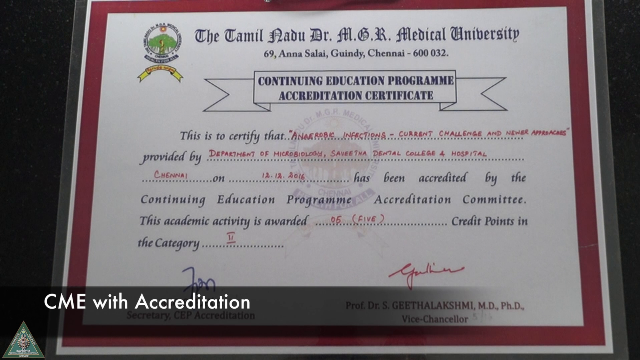 The Tamil Nadu Dr. M.G.R. Medical University
69, Anna Salai, Guindy, Chennai - 600 032.
CONTINUING EDUCATION PROGRAMME
ACCREDITATION CERTIFICATE
This is to certify that "ANAEROBIC INFECTIONS - CURRENT CHALLENGE AND NEWER APPROACHES"
provided by DEPARTMENT OF MICROBIOLOGY, SAVEETHA DENTAL COLLEGE & HOSPITAL
CHENNAI on 12.12.2016 has been accredited by the
Continuing Education Programme Accreditation Committee.
This academic activity is awarded 05 (FIVE) Credit Points in
the Category II
CME with Accreditation
Secretary, CEP Accreditation
Prof. Dr. S. GEETHALAKSHMI, M.D., Ph.D.,
Vice-Chancellor